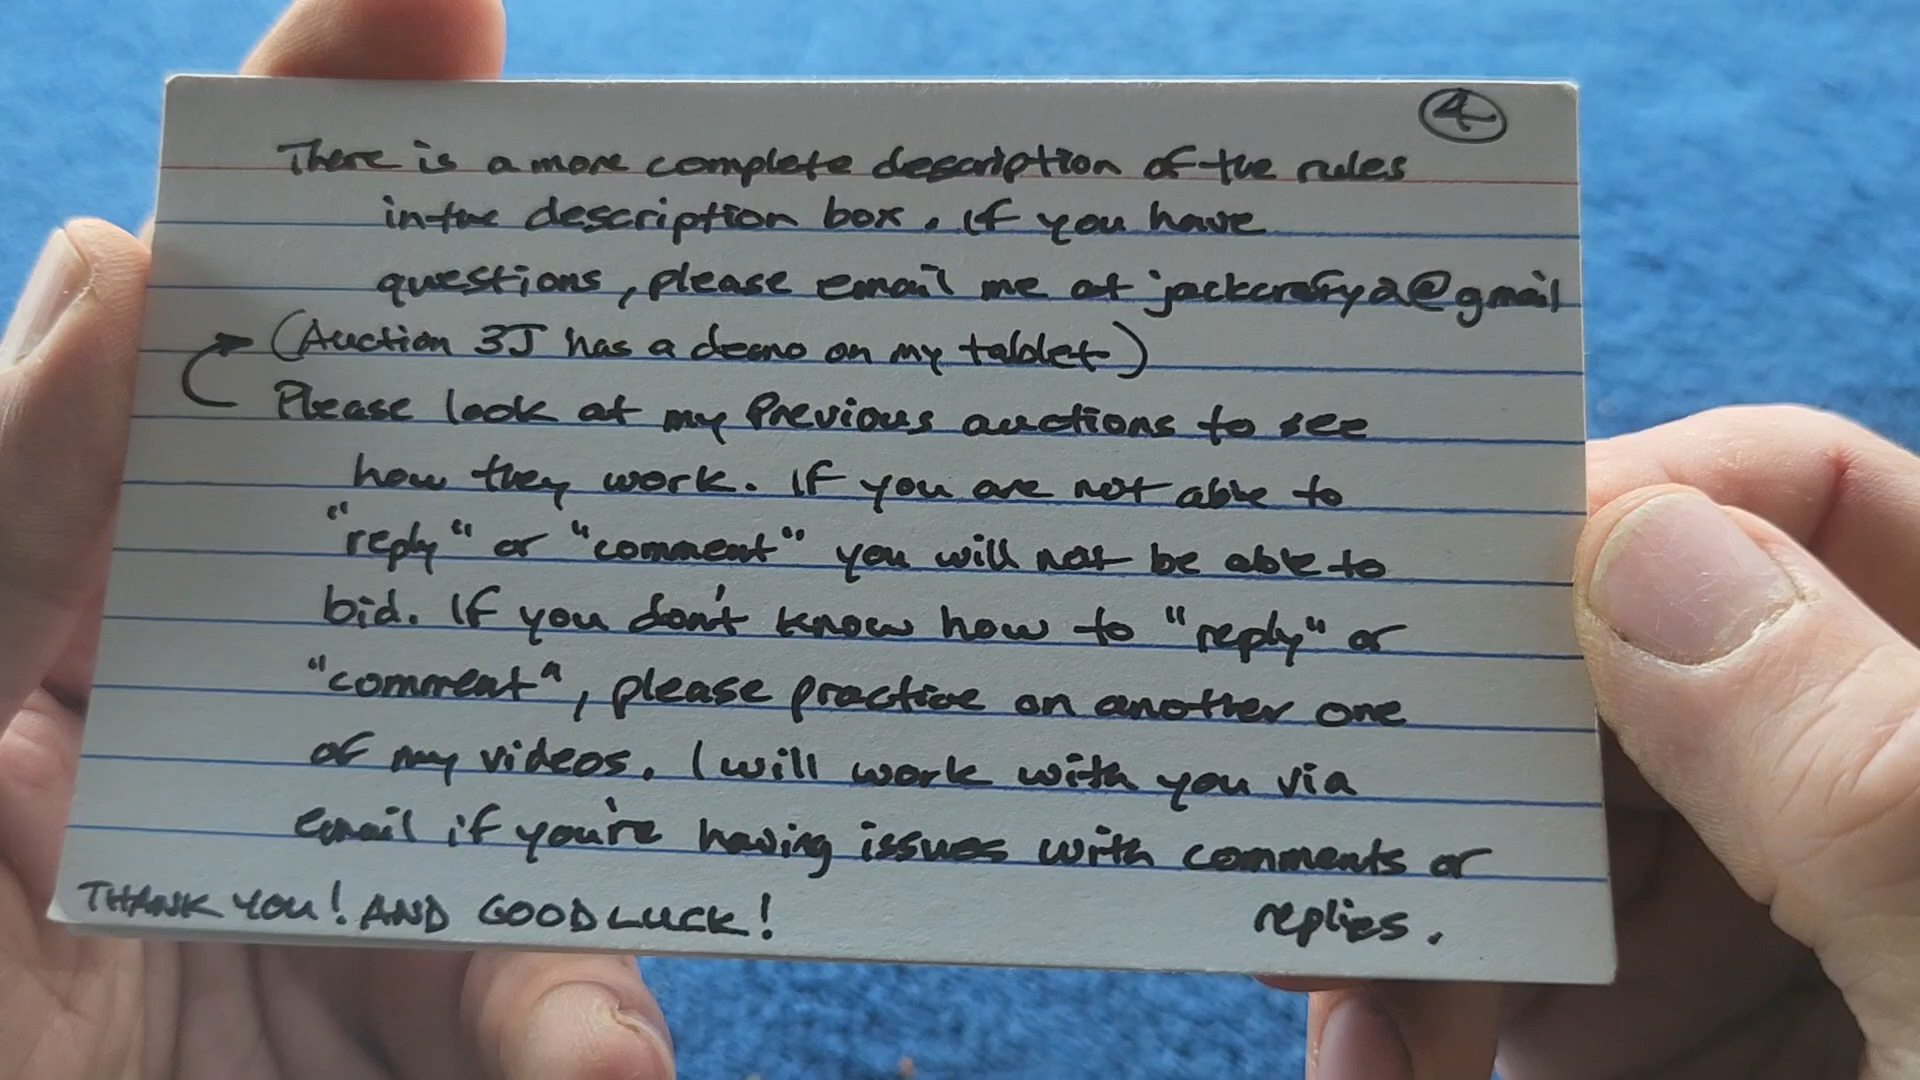 4
There is a more complete description of the rules
in the description box. If you have
questions, please email me at @gmail
(Auction 3J has a demo on my tablet)
Please look at my Previous auctions to see
how they work. If you are not able to
"reply" or "comment" you will not be able to
bid. If you don't know how to "reply" or
"comment", please practice on another one
of my videos. I will work with you via
email if you're having issues with comments or
THANK YOU! AND GOOD LUCK! replies.